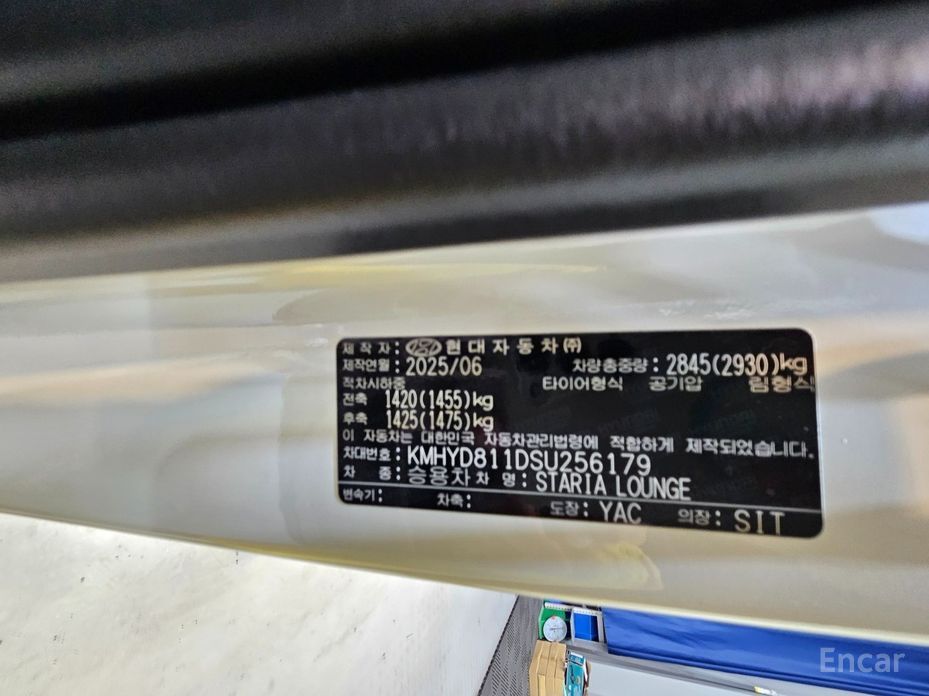 제작자 : 현대자동차㈜
제작연월 : 2025/06 차량총중량 : 2845(2930)kg
적차시하중 타이어형식 공기압 림형식
전축 1420(1455)kg
후축 1425(1475)kg
이 자동차는 대한민국 자동차관리법령에 적합하게 제작되었습니다.
차대번호 : KMHYD811DSU256179
차 종 : 승용차 차 명 : STARIA LOUNGE
변속기 : 차축 : 도장 : YAC 의장 : SIT
Encar